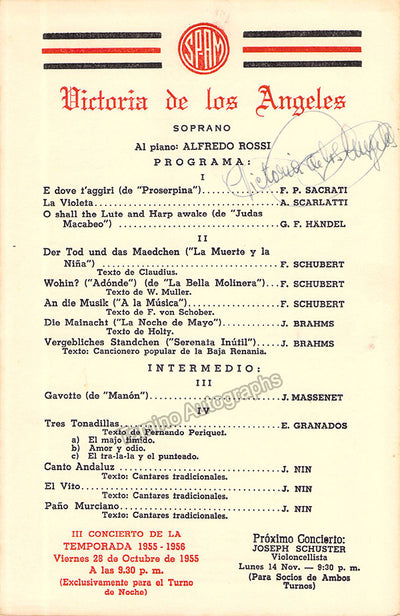 SPAM
Victoria de los Angeles
SOPRANO
Al piano: ALFREDO ROSSI
Victoria de los Angeles
PROGRAMA:
I
E dove t'aggiri (de "Proserpina") F. P. SACRATI
La Violeta A. SCARLATTI
O shall the Lute and Harp awake (de "Judas
Macabeo") G. F. HÄNDEL
II
Der Tod und das Maedchen ("La Muerte y la
Niña") F. SCHUBERT
Texto de Claudius.
Wohin? ("Adónde) (de "La Bella Molinera") F. SCHUBERT
Texto de W. Muller.
An die Musik ("A la Música") F. SCHUBERT
Texto de F. von Schober.
Die Mainacht ("La Noche de Mayo") J. BRAHMS
Texto de Holty.
Vergebliches Standchen ("Serenata Inútil") J. BRAHMS
Texto: Cancionero popular de la Baja Renania.
INTERMEDIO:
III
Gavotte (de "Manón") J. MASSENET
IV
Tres Tonadillas E. GRANADOS
Texto de Fernando Periquet.
a) El majo tímido.
b) Amor y odio.
c) El tra-la-la y el punteado.
Canto Andaluz J. NIN
Texto: Cantares tradicionales.
El Vito J. NIN
Texto: Cantares tradicionales.
Paño Murciano J. NIN
Texto: Cantares tradicionales.
Tamino Autographs
III CONCIERTO DE LA
TEMPORADA 1955-1956
Viernes 28 de Octubre de 1955
A las 9.30 p. m.
(Exclusivamente para el Turno
de Noche)
Próximo Concierto:
JOSEPH SCHUSTER
Violoncellista
Lunes 14 Nov. — 9:30 p. m.
(Para Socios de Ambos
Turnos)